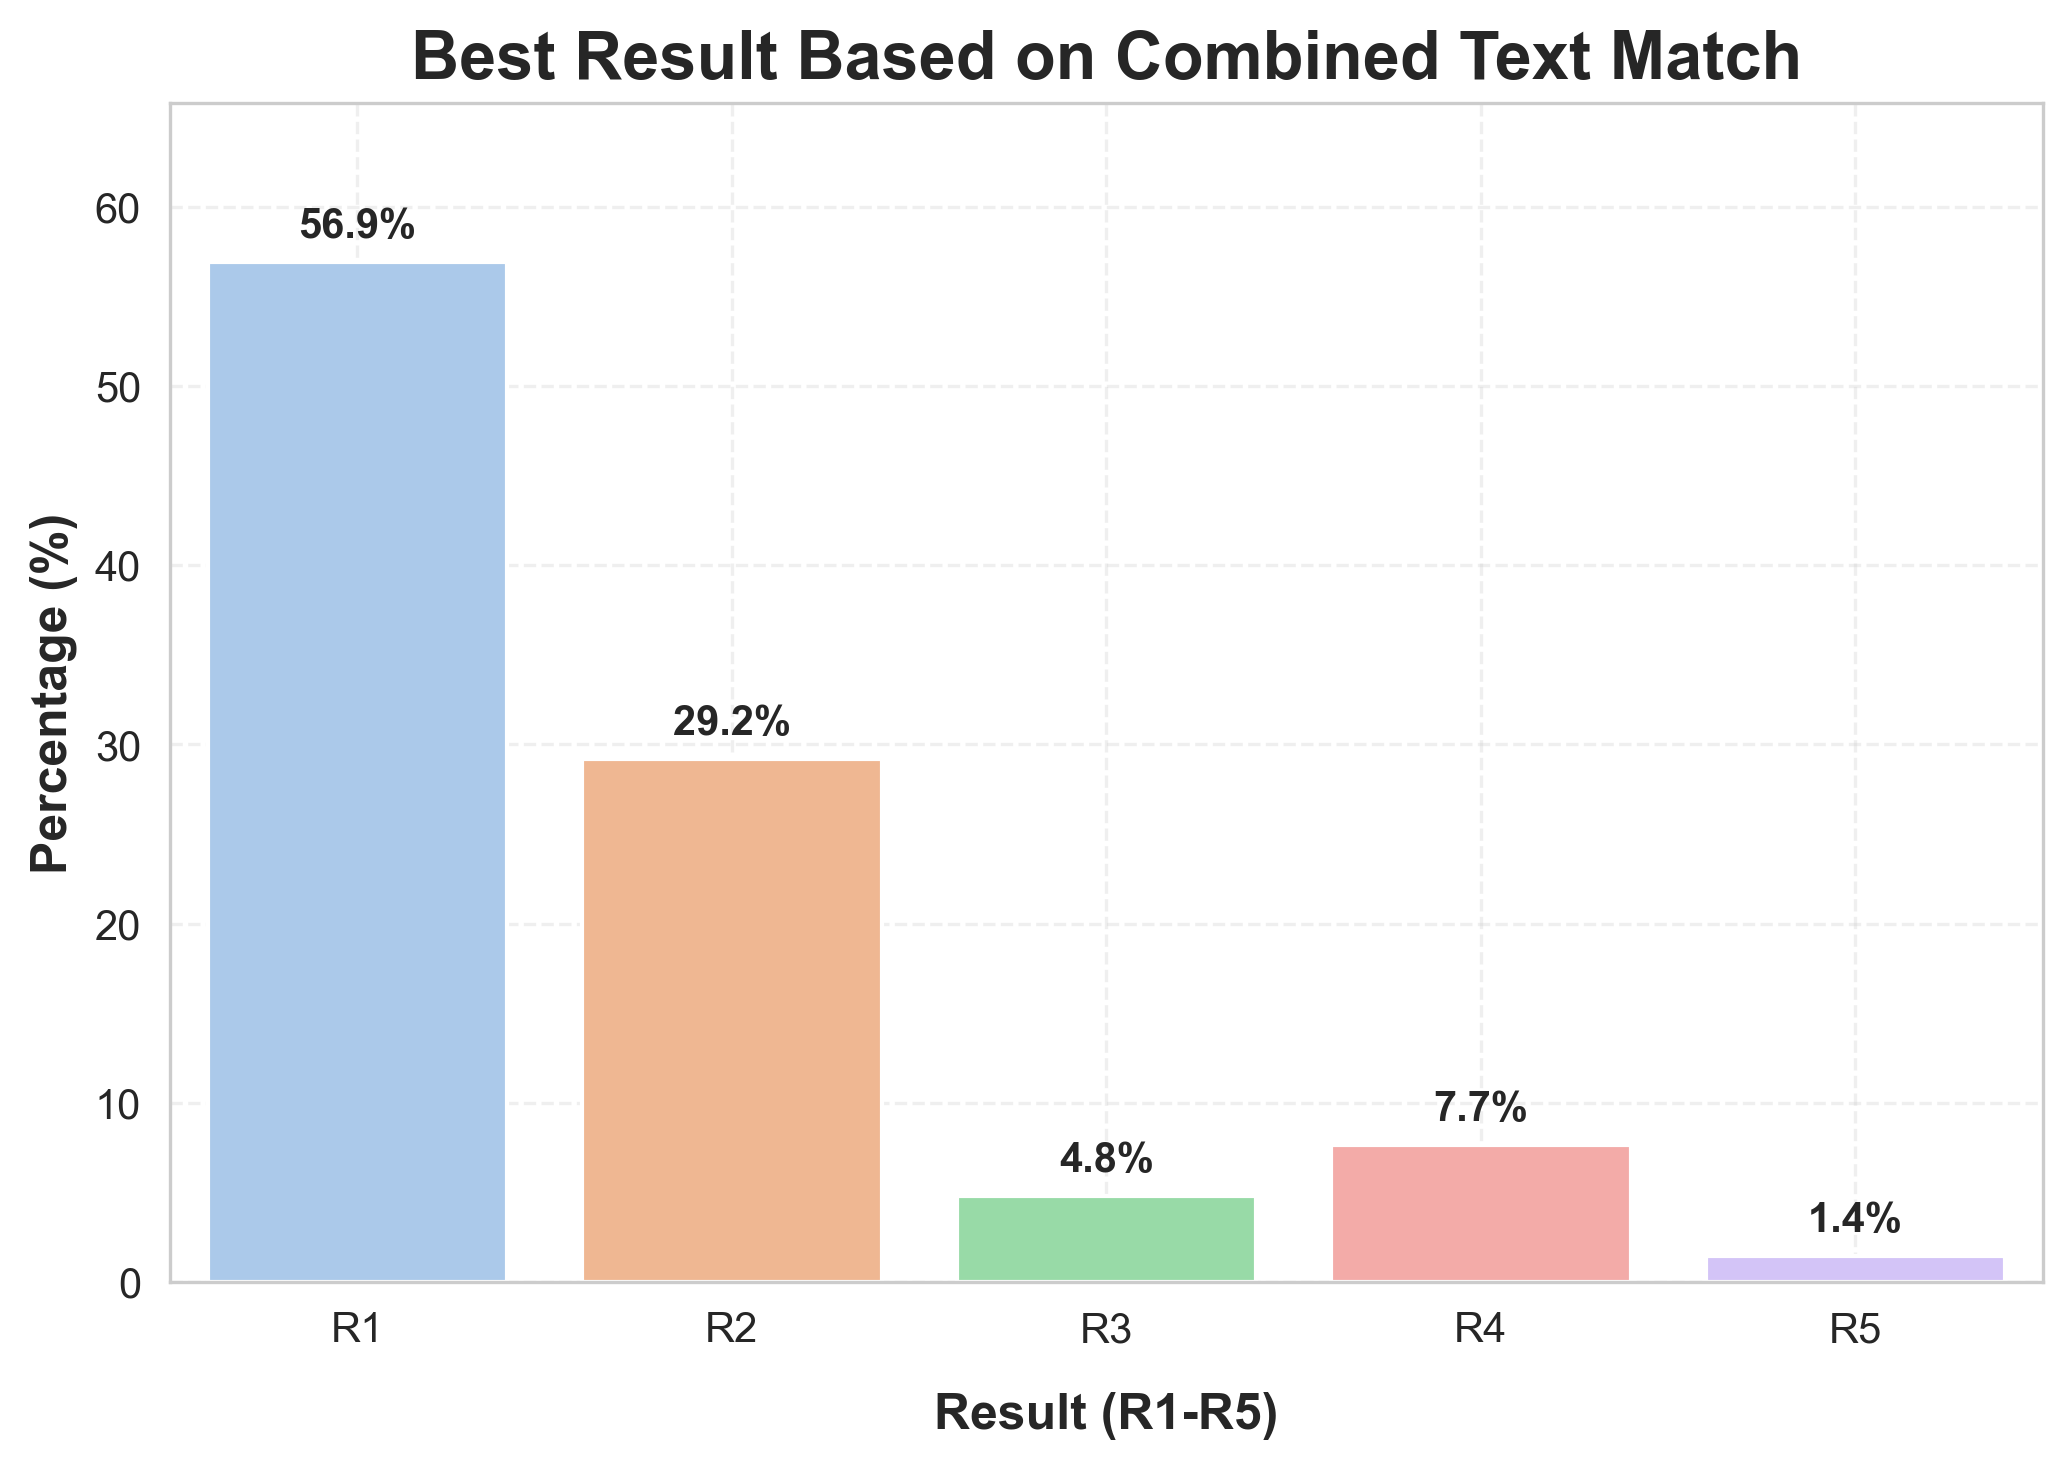 Best Result Based on Combined Text Match
Percentage (%)
60
50
40
30
20
10
0
56.9%
29.2%
4.8%
7.7%
1.4%
R1
R2
R3
R4
R5
Result (R1-R5)